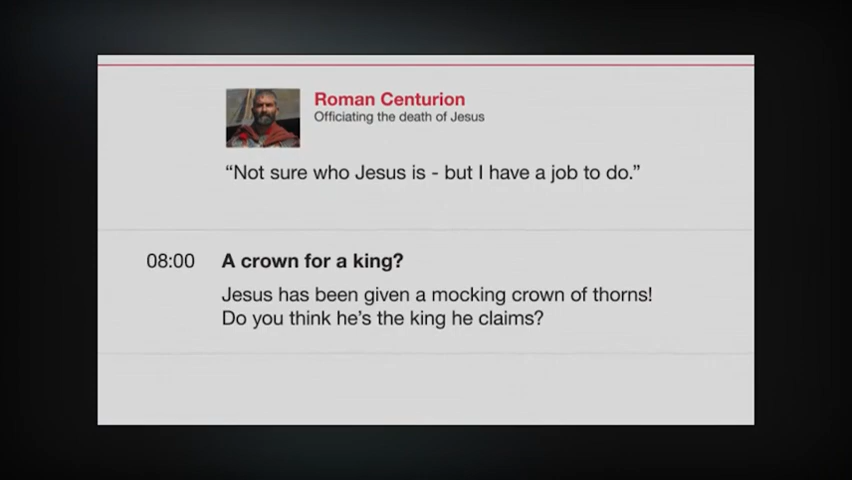 Roman Centurion
Officiating the death of Jesus
“Not sure who Jesus is - but I have a job to do.”
08:00 A crown for a king?
Jesus has been given a mocking crown of thorns!
Do you think he’s the king he claims?